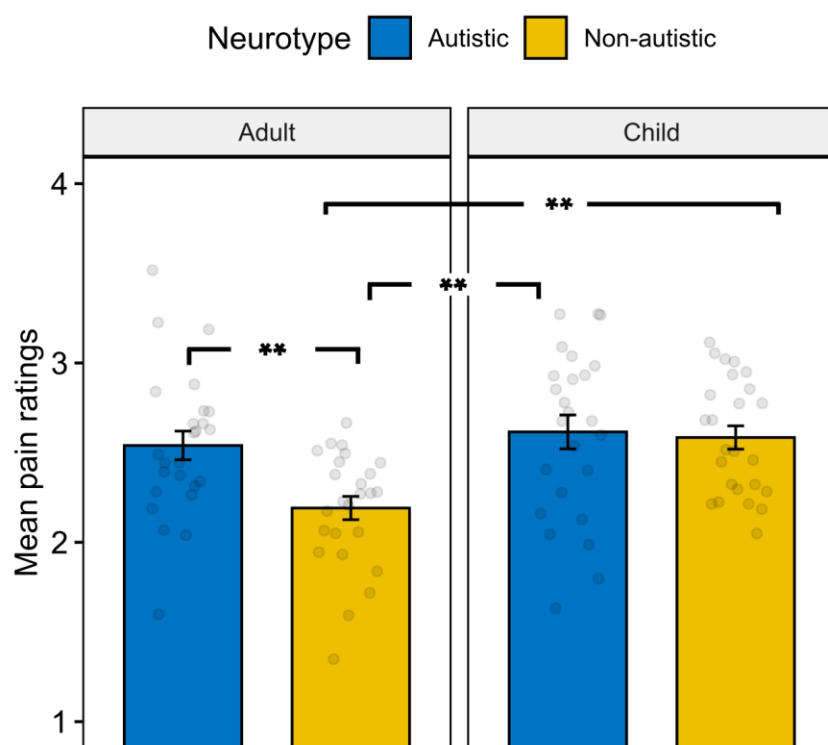 Neurotype Autistic Non-autistic
Adult Child
Mean pain ratings
4
**
**
3
**
2
1